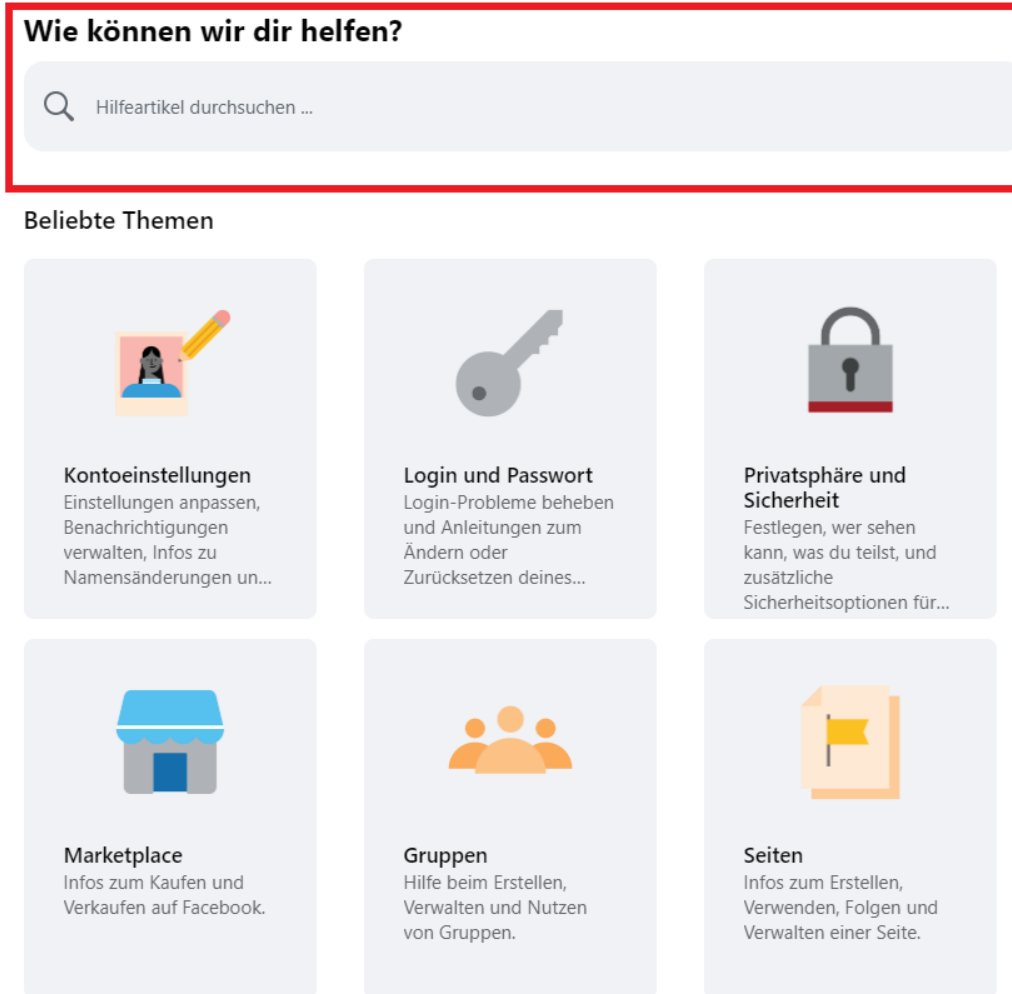 Wie können wir dir helfen?
Hilfeartikel durchsuchen ...
Beliebte Themen
Kontoeinstellungen
Einstellungen anpassen,
Benachrichtigungen
verwalten, Infos zu
Namensänderungen un...
Login und Passwort
Login-Probleme beheben
und Anleitungen zum
Ändern oder
Zurücksetzen deines...
Privatsphäre und
Sicherheit
Festlegen, wer sehen
kann, was du teilst, und
zusätzliche
Sicherheitsoptionen für...
Marketplace
Infos zum Kaufen und
Verkaufen auf Facebook.
Gruppen
Hilfe beim Erstellen,
Verwalten und Nutzen
von Gruppen.
Seiten
Infos zum Erstellen,
Verwenden, Folgen und
Verwalten einer Seite.